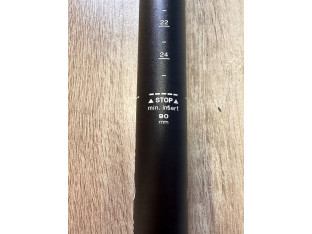 22
24
▲ STOP ▲
min. insert
90
mm